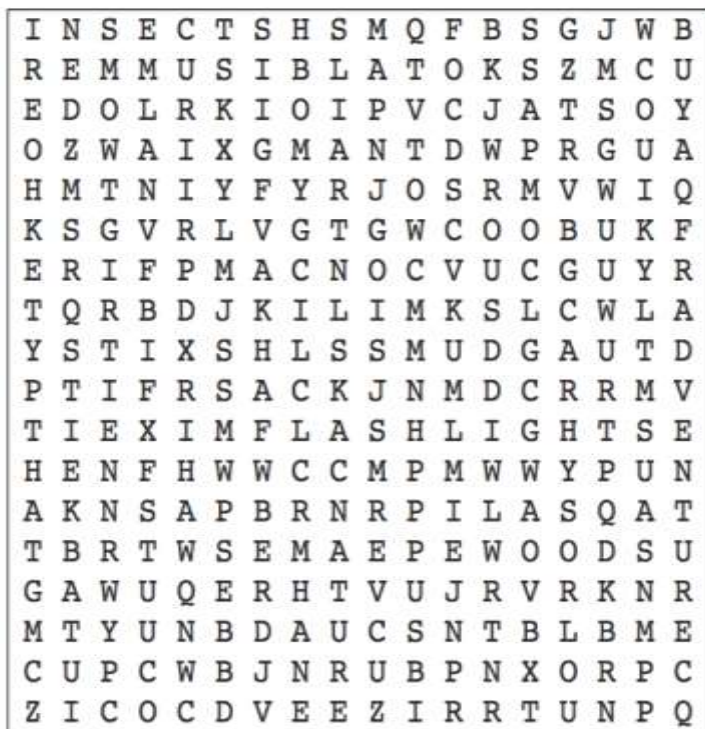 I N S E C T S H S M Q F B S G J W B
R E M M U S I B L A T O K S Z M C U
E D O L R K I O I P V C J A T S O Y
O Z W A I X G M A N T D W P R G U A
H M T N I Y F Y R J O S R M V W I Q
K S G V R L V G T G W C O O B U K F
E R I F P M A C N O C V U C G U Y R
T Q R B D J K I L I M K S L C W L A
Y S T I X S H L S S M U D G A U T D
P T I F R S A C K J N M D C R R M V
T I E X I M F L A S H L I G H T S E
H E N F H W W C C M P M W W Y P U N
A K N S A P B R N R P I L A S Q A T
T B R T W S E M A E P E W O O D S U
G A W U Q E R H T V U J R V R K N R
M T Y U N B D A U C S N T B L B M E
C U P C W B J N R U B P N X O R P C
Z I C O C D V E E Z I R R T U N P Q